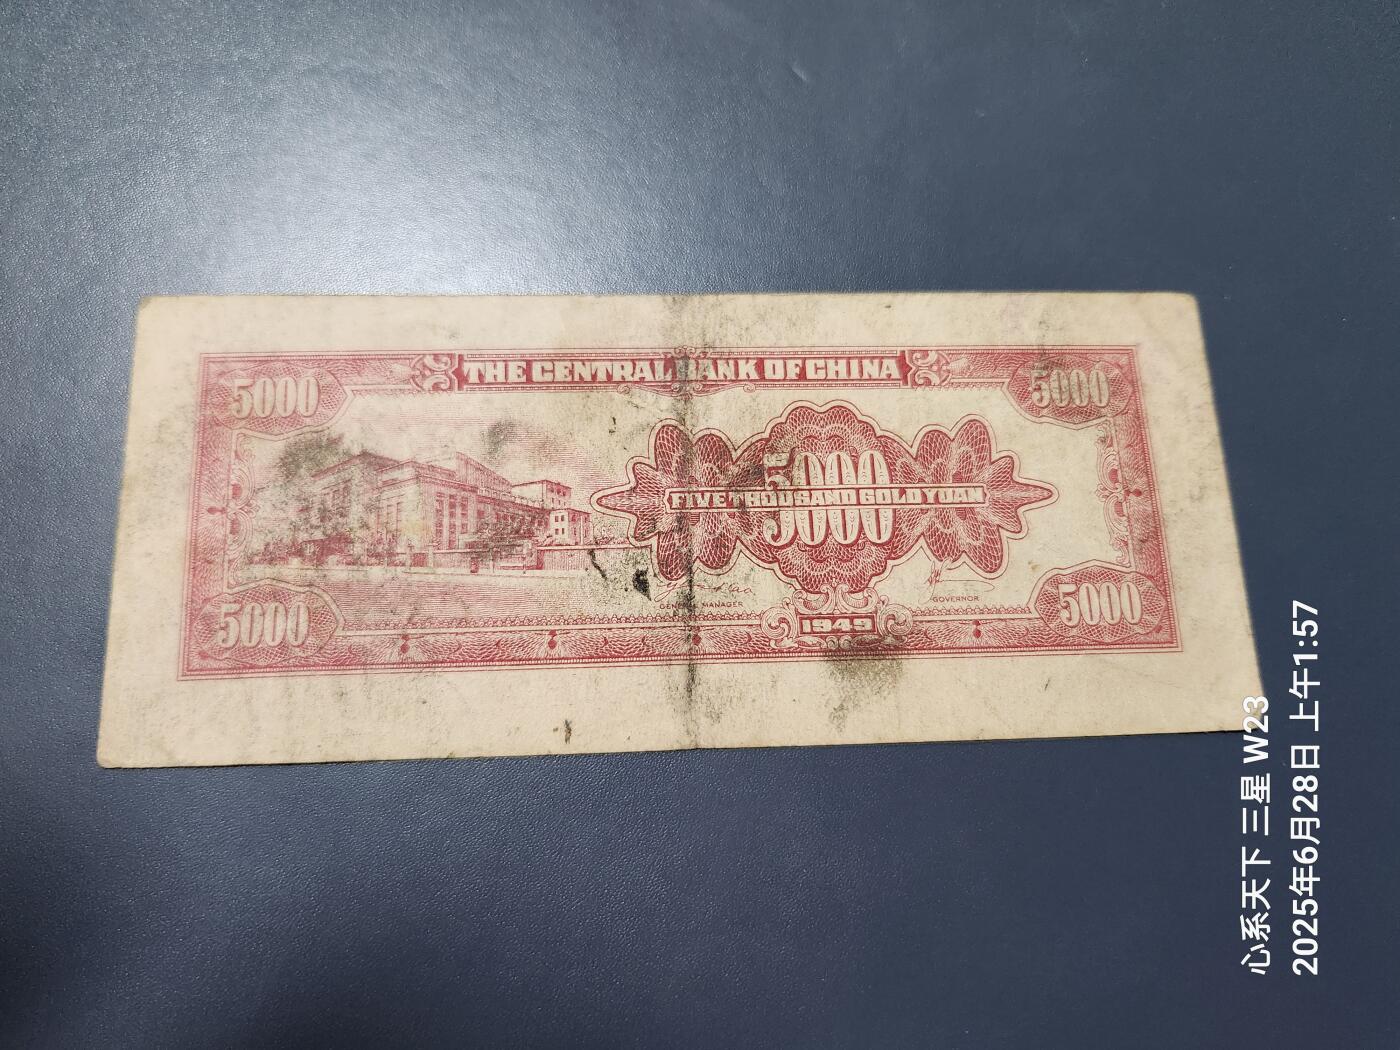 THE CENTRAL BANK OF CHINA
5000
5000
5000
FIVE THOUSAND GOLD YUAN
GENERAL MANAGER
GOVERNOR
5000
1949
5000
心系天下 三星 W23
2025年6月28日 上午1:57